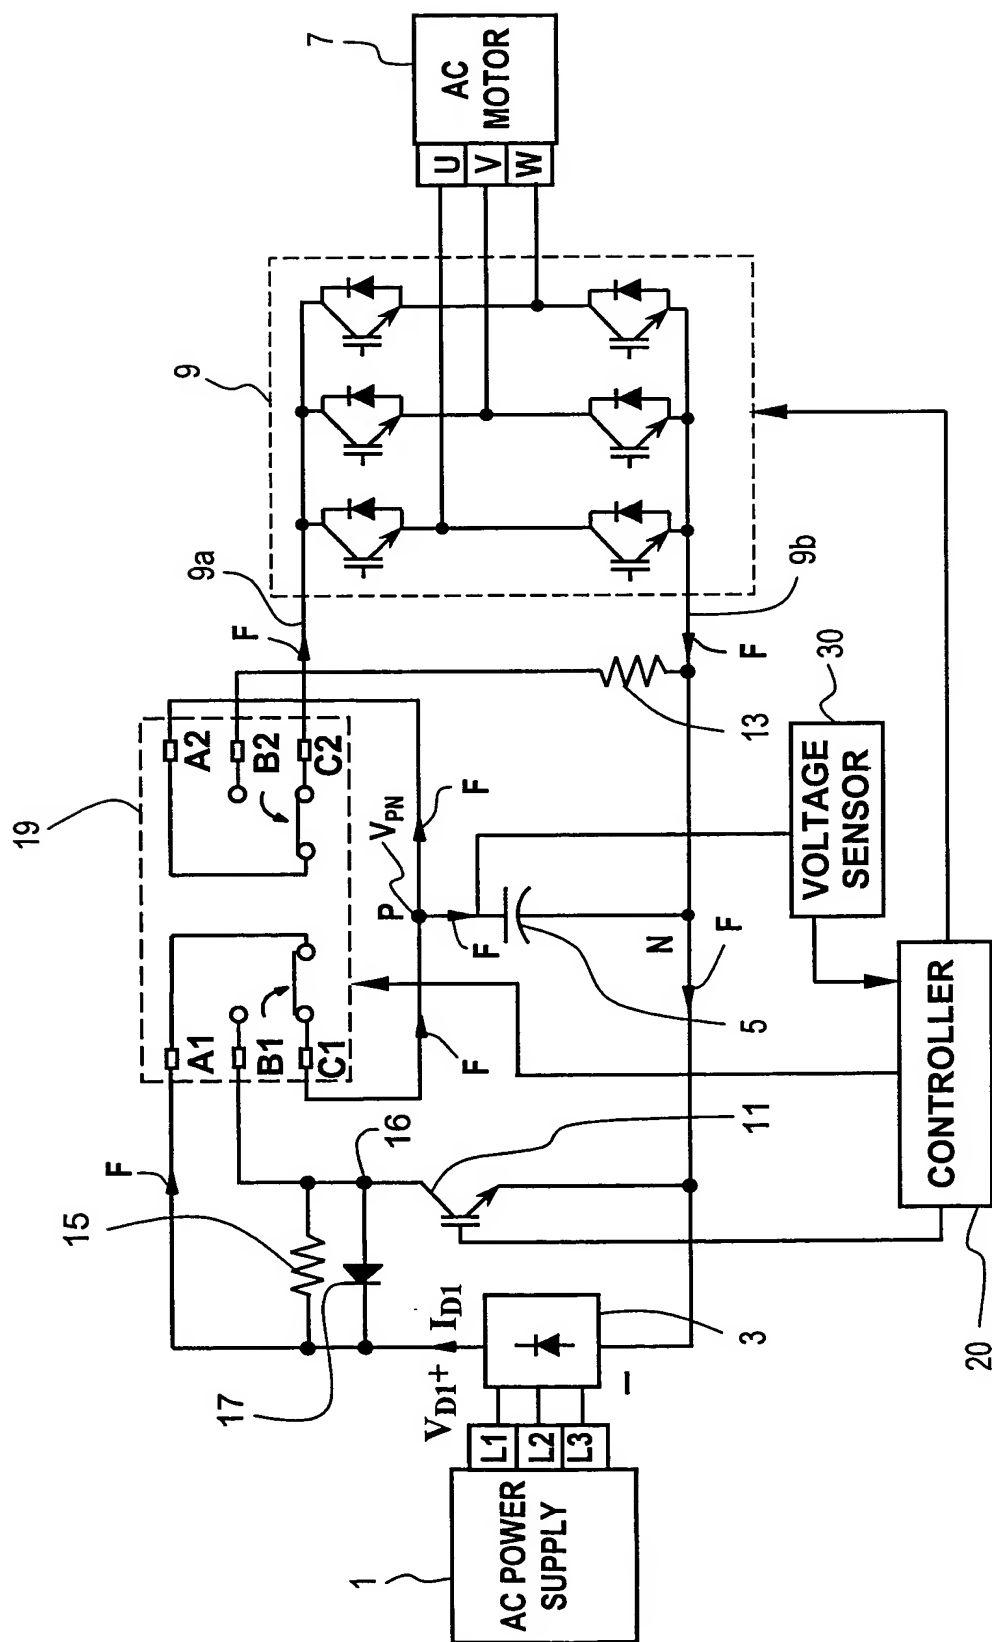 7
AC
MOTOR
U
V
W
9
9a
F
9b
F
30
13
VOLTAGE
SENSOR
19
A2
B2
C2
V_PN
P
F
F
5
N
F
A1
B1
C1
F
F
16
11
15
17
V_D1+
I_D1
3
−
L1
L2
L3
1
AC POWER
SUPPLY
CONTROLLER
20